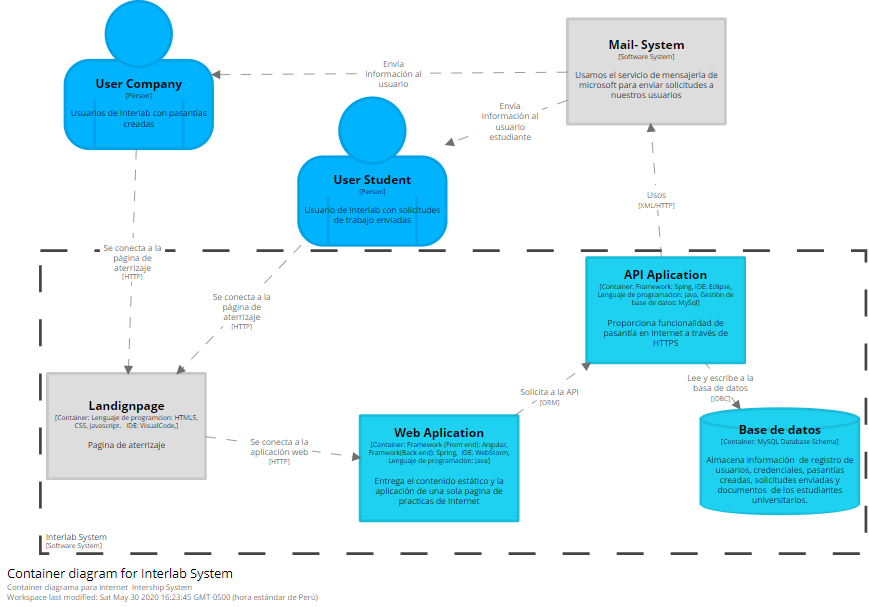 User Company
[Person]
Usuarios de Interlab con pasantías
creadas
Mail- System
[Software System]
Usamos el servicio de mensajería de
microsoft para enviar solicitudes a
nuestros usuarios
Envía
información al
usuario
Envía
información al
usuario
estudiante
User Student
[Person]
Usuario de Interlab con solicitudes
de trabajo enviadas
Usos
[XML/HTTP]
Se conecta a la
página de
aterrizaje
[HTTP]
Se conecta a la
página de
aterrizaje
[HTTP]
API Aplication
[Container: Framework: Sping, IDE: Eclipse,
Lenguaje de programacion: Java, Gestión de
base de datos: MySql]
Proporciona funcionalidad de
pasantía en Internet a través de
HTTPS
Landignpage
[Container: Lenguaje de programcion: HTML5,
CSS, Javascript. IDE: VisualCode,]
Pagina de aterrizaje
Se conecta a la
aplicación web
[HTTP]
Web Aplication
[Container: Framework (Front end): Angular,
Framwork(Back-end): Spring, IDE: WebStorm,
Lenguaje de programación: Java]
Entrega el contenido estático y la
aplicación de una sola pagina de
practicas de Internet
Solicita a la API
[ORM]
Lee y escribe a la
base de datos
[JDBC]
Base de datos
[Container: MySQL Database Schema]
Almacena información de registro de
usuarios, credenciales, pasantías
creadas, solicitudes enviadas y
documentos de los estudiantes
universitarios.
Interlab System
[Software System]
Container diagram for Interlab System
Container diagrama para internet Intership System
Workspace last modified: Sat May 30 2020 16:23:45 GMT-0500 (hora estándar de Perú)